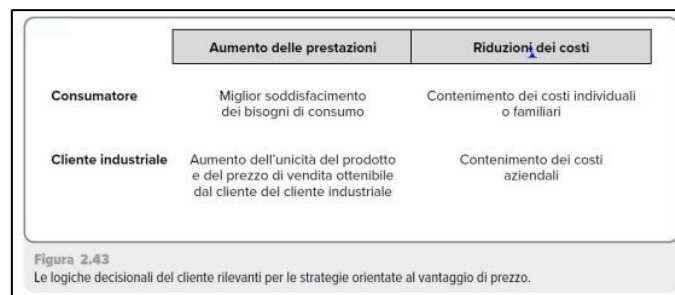 Aumento delle prestazioni
Riduzioni dei costi
Consumatore
Miglior soddisfacimento
dei bisogni di consumo
Contenimento dei costi individuali
o familiari
Cliente industriale
Aumento dell'unicità del prodotto
e del prezzo di vendita ottenibile
dal cliente del cliente industriale
Contenimento dei costi
aziendali
Figura 2.43
Le logiche decisionali del cliente rilevanti per le strategie orientate al vantaggio di prezzo.